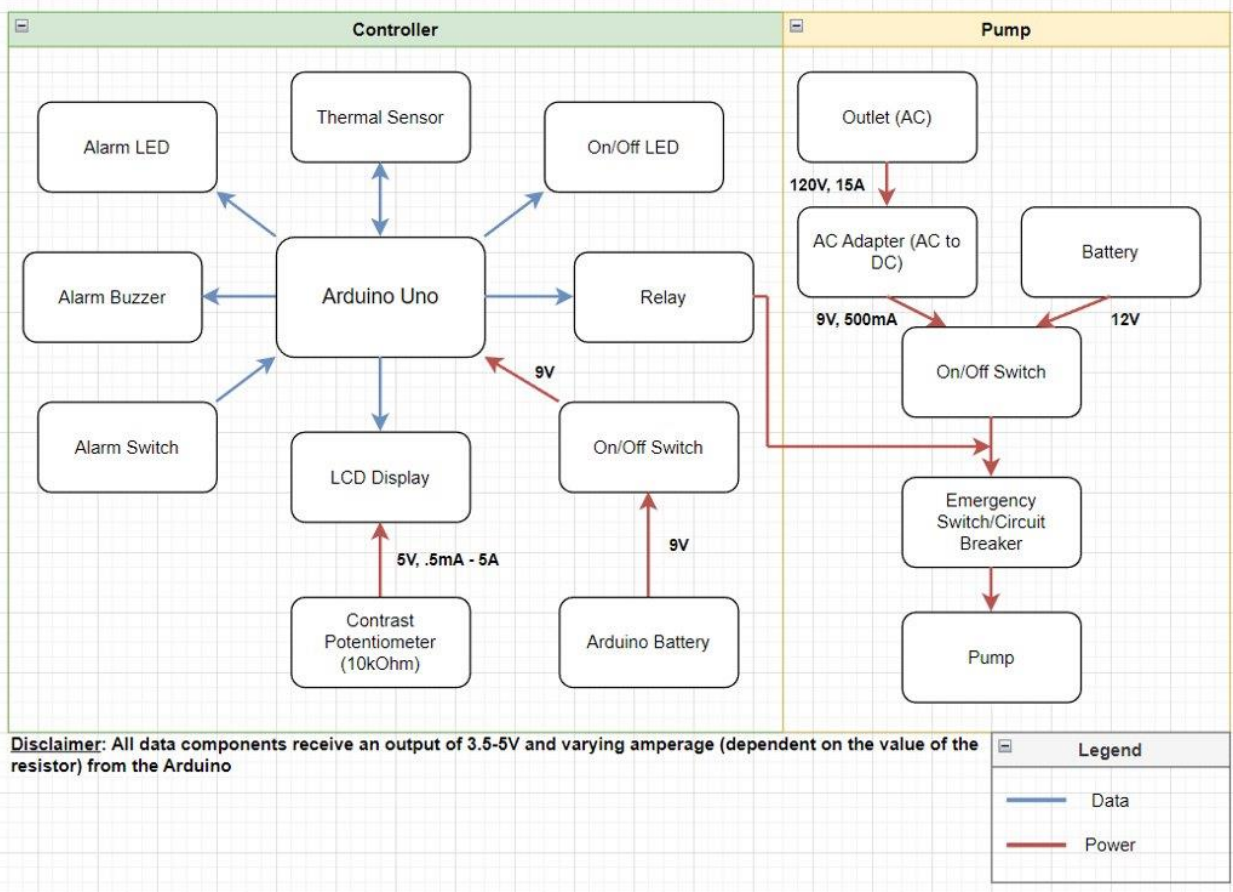 Controller
Pump
Thermal Sensor
Alarm LED
On/Off LED
Outlet (AC)
120V, 15A
AC Adapter (AC to
DC)
Battery
Alarm Buzzer
Arduino Uno
Relay
9V, 500mA
12V
On/Off Switch
9V
Alarm Switch
LCD Display
On/Off Switch
Emergency
Switch/Circuit
Breaker
5V, .5mA - 5A
9V
Contrast
Potentiometer
(10kOhm)
Arduino Battery
Pump
Disclaimer: All data components receive an output of 3.5-5V and varying amperage (dependent on the value of the
resistor) from the Arduino
Legend
Data
Power